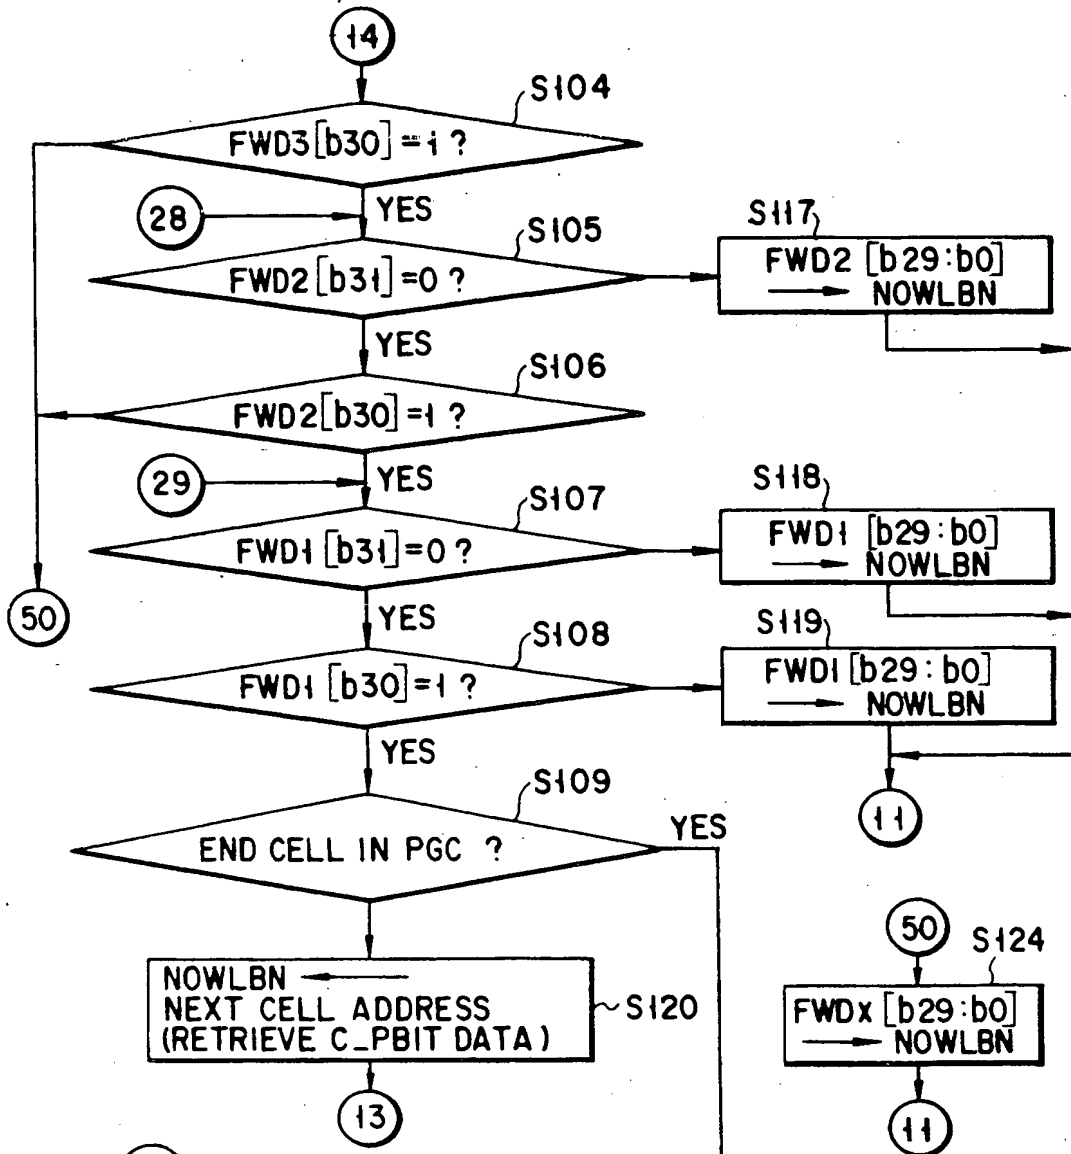 14
S104
FWD3[b30]=1 ?
YES
28
S105
FWD2[b31]=0 ?
S117
FWD2 [b29:b0]
→ NOWLBN
YES
S106
FWD2[b30]=1 ?
YES
29
S107
FWD1[b31]=0 ?
S118
FWD1 [b29:b0]
→ NOWLBN
50
YES
S108
FWD1 [b30]=1 ?
S119
FWD1[b29:b0]
→ NOWLBN
YES
S109
END CELL IN PGC ?
YES
11
NOWLBN ←
NEXT CELL ADDRESS
(RETRIEVE C_PBIT DATA)
S120
13
50
S124
FWDX[b29:b0]
→ NOWLBN
11